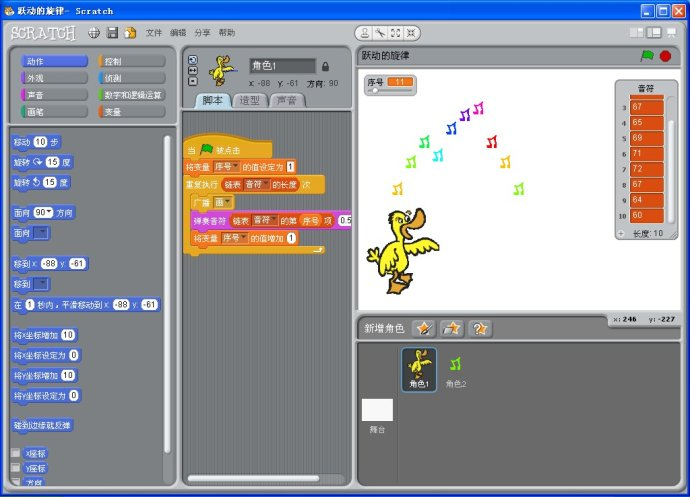 跃动的旋律- Scratch
SCRATCH 文件 编辑 分享 帮助
动作 控制
外观 侦测
声音 数字和逻辑运算
画笔 变量
移动 10 步
旋转 15 度
旋转 15 度
面向 90 方向
面向
移到 x: -88 y: -61
移到
在 1 秒内，平滑移动到 x: -88 y: -61
将x坐标增加 10
将x坐标设定为 0
将y坐标增加 10
将y坐标设定为 0
碰到边缘就反弹
x座标
y座标
方向
角色1
x: -88 y: -61 方向: 90
脚本 造型 声音
当 被点击
将变量 序号 的值设定为 1
重复执行 链表 音符 的长度 次
广播 画
弹奏音符 链表 音符 的第 序号 项 0.5
将变量 序号 的值增加 1
跃动的旋律
序号 11
音符
3 67
4 65
5 69
6 71
7 72
8 67
9 64
10 60
+ 长度: 10
x: 246 y: -227
新增角色
舞台
角色1
角色2